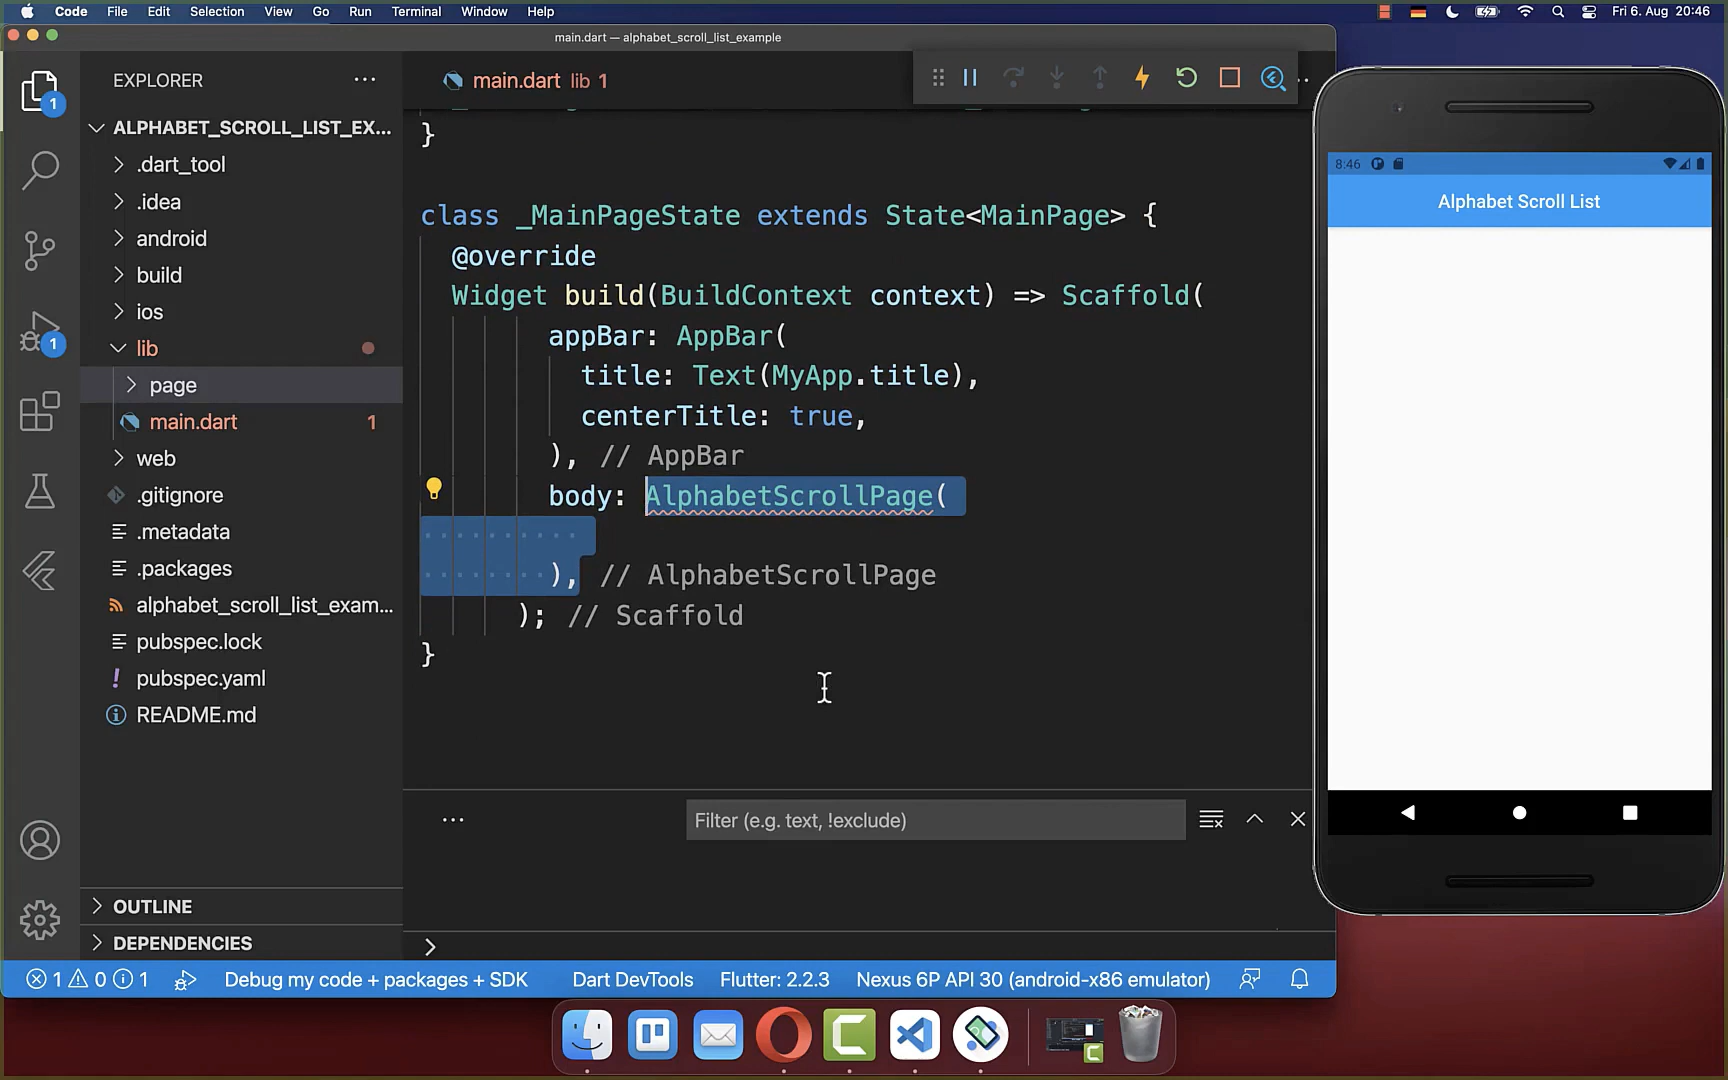 Code File Edit Selection View Go Run Terminal Window Help Fri 6. Aug 20:46
main.dart — alphabet_scroll_list_example
EXPLORER
main.dart lib 1
1
ALPHABET_SCROLL_LIST_EX...
.dart_tool
.idea
android
build
ios
1
lib
page
main.dart 1
web
.gitignore
.metadata
.packages
alphabet_scroll_list_exam...
pubspec.lock
! pubspec.yaml
README.md
OUTLINE
DEPENDENCIES
}
class _MainPageState extends State<MainPage> {
@override
Widget build(BuildContext context) => Scaffold(
appBar: AppBar(
title: Text(MyApp.title),
centerTitle: true,
), // AppBar
body: AlphabetScrollPage(
), // AlphabetScrollPage
); // Scaffold
}
Filter (e.g. text, !exclude)
1 0 1 Debug my code + packages + SDK Dart DevTools Flutter: 2.2.3 Nexus 6P API 30 (android-x86 emulator)
8:46
Alphabet Scroll List